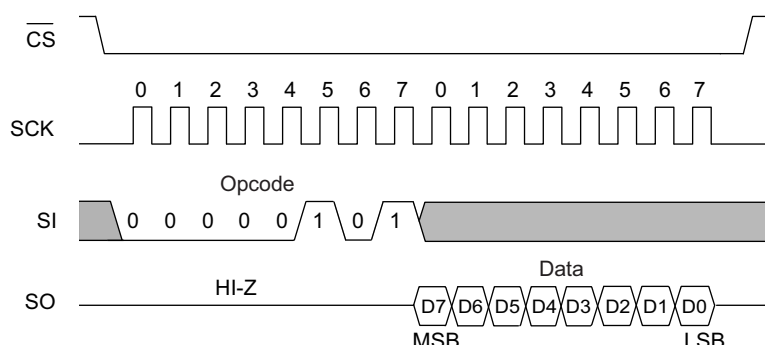 CS
0 1 2 3 4 5 6 7 0 1 2 3 4 5 6 7
SCK
Opcode
SI 0 0 0 0 0 1 0 1
Data
HI-Z
SO D7 D6 D5 D4 D3 D2 D1 D0
MSB LSB